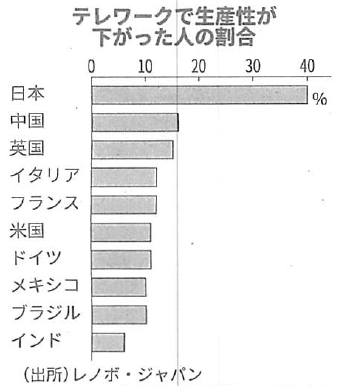 テレワークで生産性が
下がった人の割合
0 10 20 30 40
日本
%
中国
英国
イタリア
フランス
米国
ドイツ
メキシコ
ブラジル
インド
(出所)レノボ・ジャパン